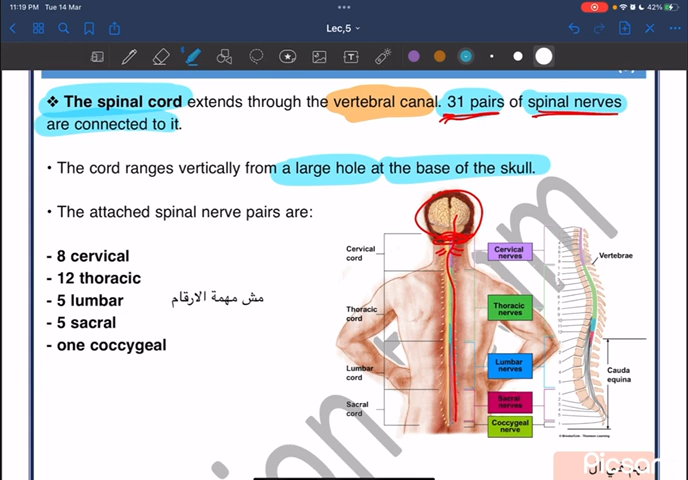 11:19 PM Tue 14 Mar
42%
Lec,5
❖ The spinal cord extends through the vertebral canal. 31 pairs of spinal nerves
are connected to it.
• The cord ranges vertically from a large hole at the base of the skull.
• The attached spinal nerve pairs are:
- 8 cervical
- 12 thoracic
- 5 lumbar
- 5 sacral
- one coccygeal
مش مهمة الارقام
Cervical
cord
Thoracic
cord
Lumbar
cord
Sacral
cord
Cervical
nerves
Thoracic
nerves
Lumbar
nerves
Sacral
nerves
Coccygeal
nerve
Vertebrae
Cauda
equina
© Brooks/Cole - Thomson Learning